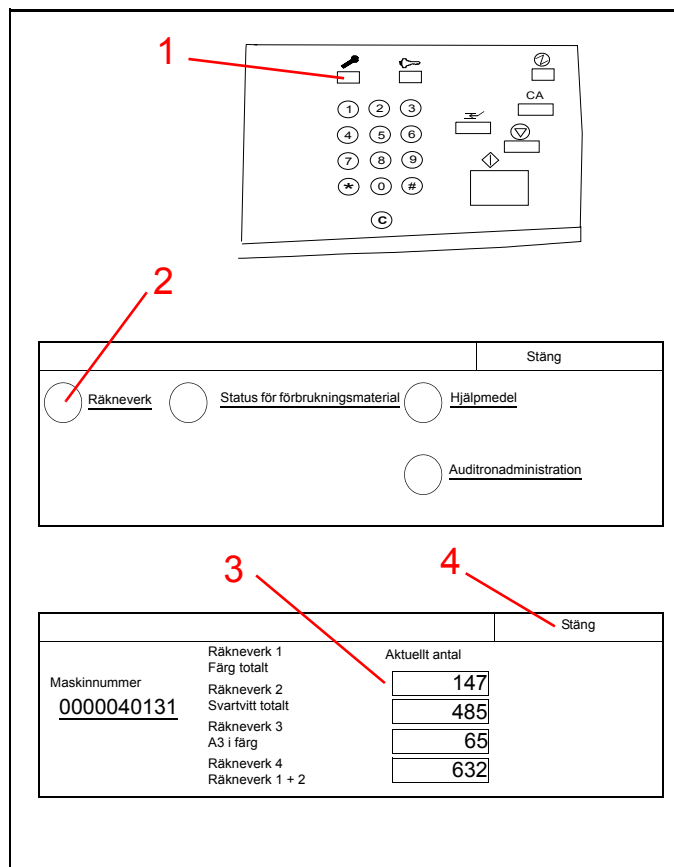 1
CA
1 2 3
4 5 6
7 8 9
* 0 #
C
2
Stäng
Räkneverk
Status för förbrukningsmaterial
Hjälpmedel
Auditronadministration
3
4
Stäng
Maskinnummer
0000040131
Räkneverk 1
Färg totalt
Räkneverk 2
Svartvitt totalt
Räkneverk 3
A3 i färg
Räkneverk 4
Räkneverk 1 + 2
Aktuellt antal
147
485
65
632